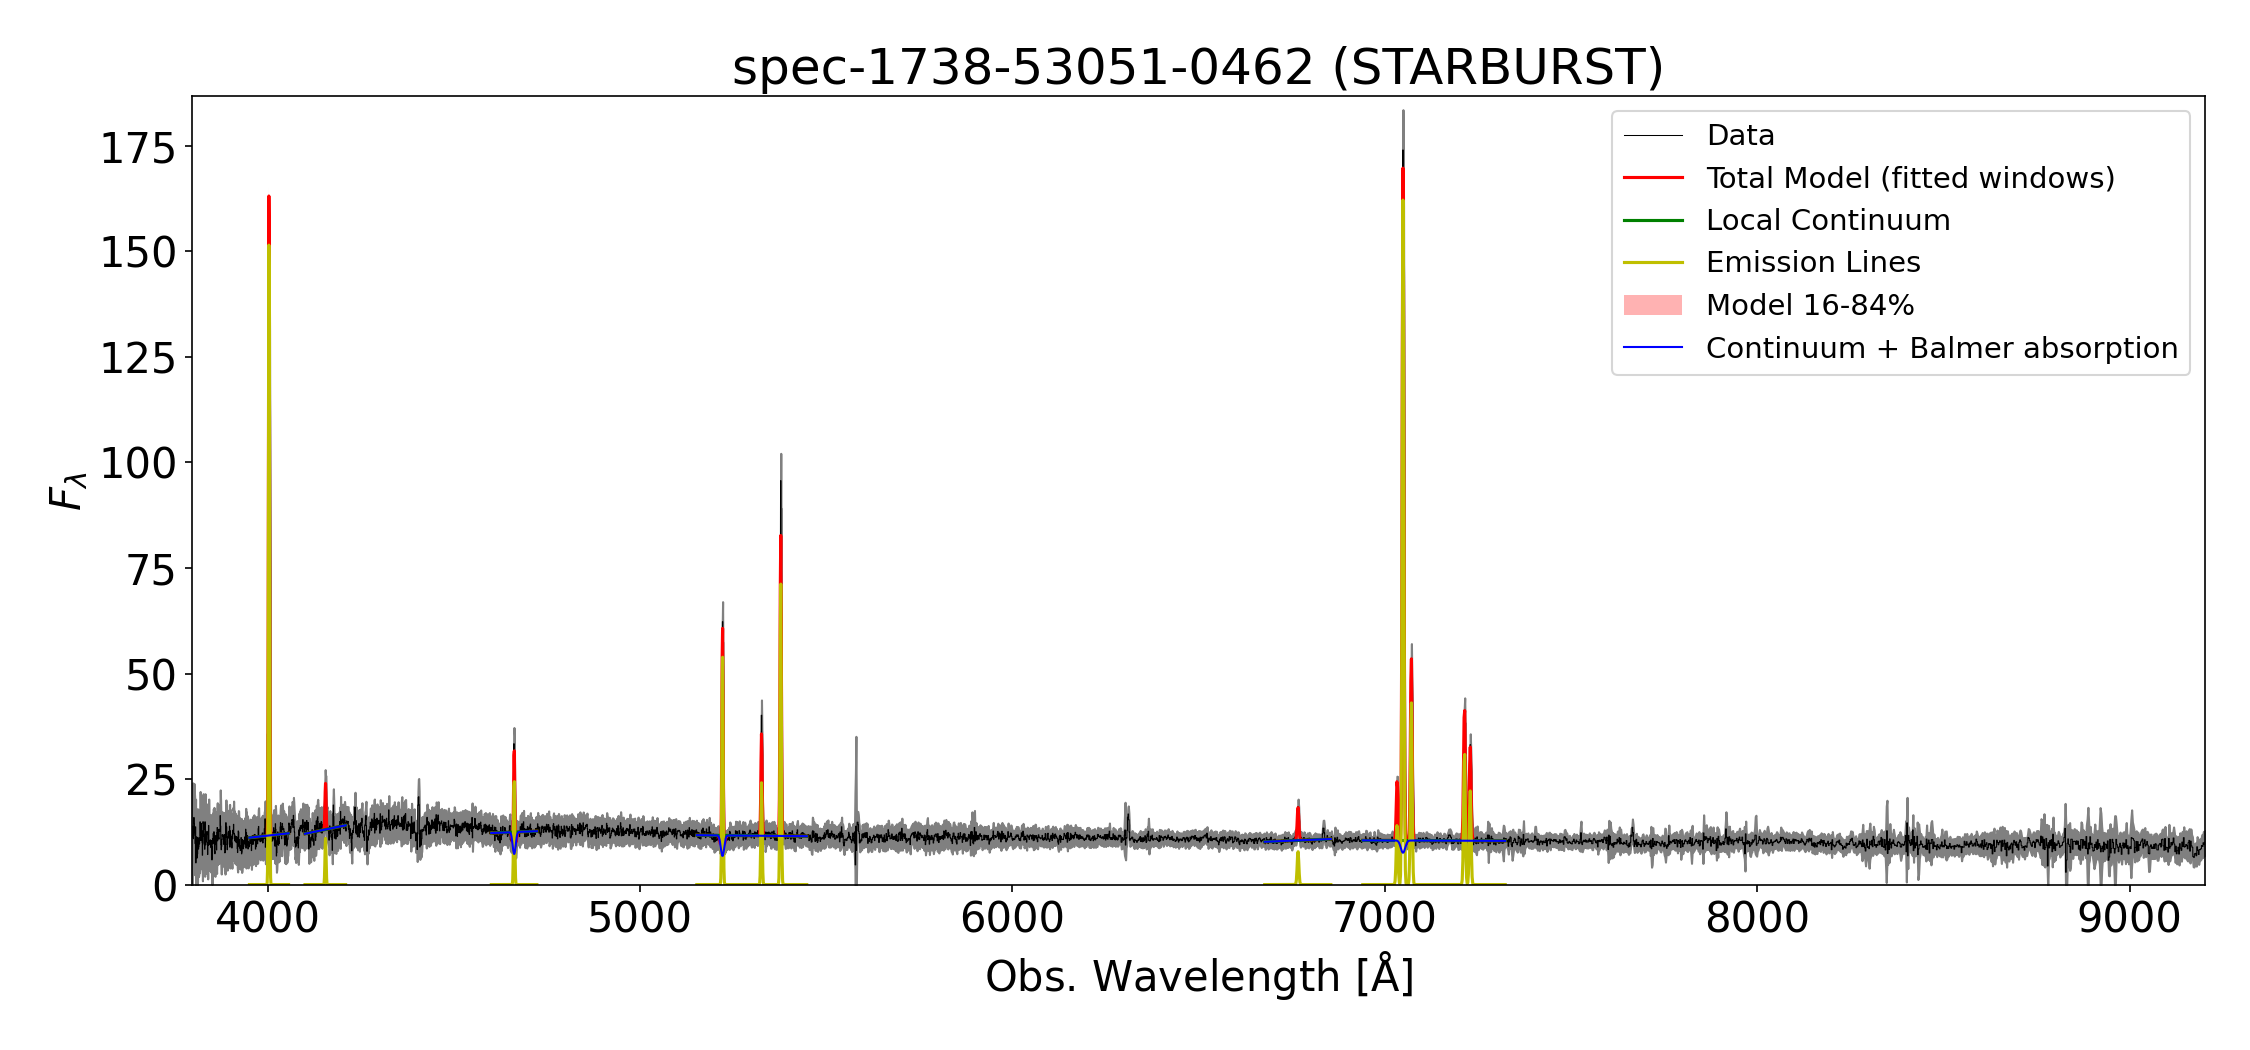 spec-1738-53051-0462 (STARBURST)
Data
Total Model (fitted windows)
Local Continuum
Emission Lines
Model 16-84%
Continuum + Balmer absorption
175
150
125
100
75
50
25
0
Fλ
4000 5000 6000 7000 8000 9000
Obs. Wavelength [Å]